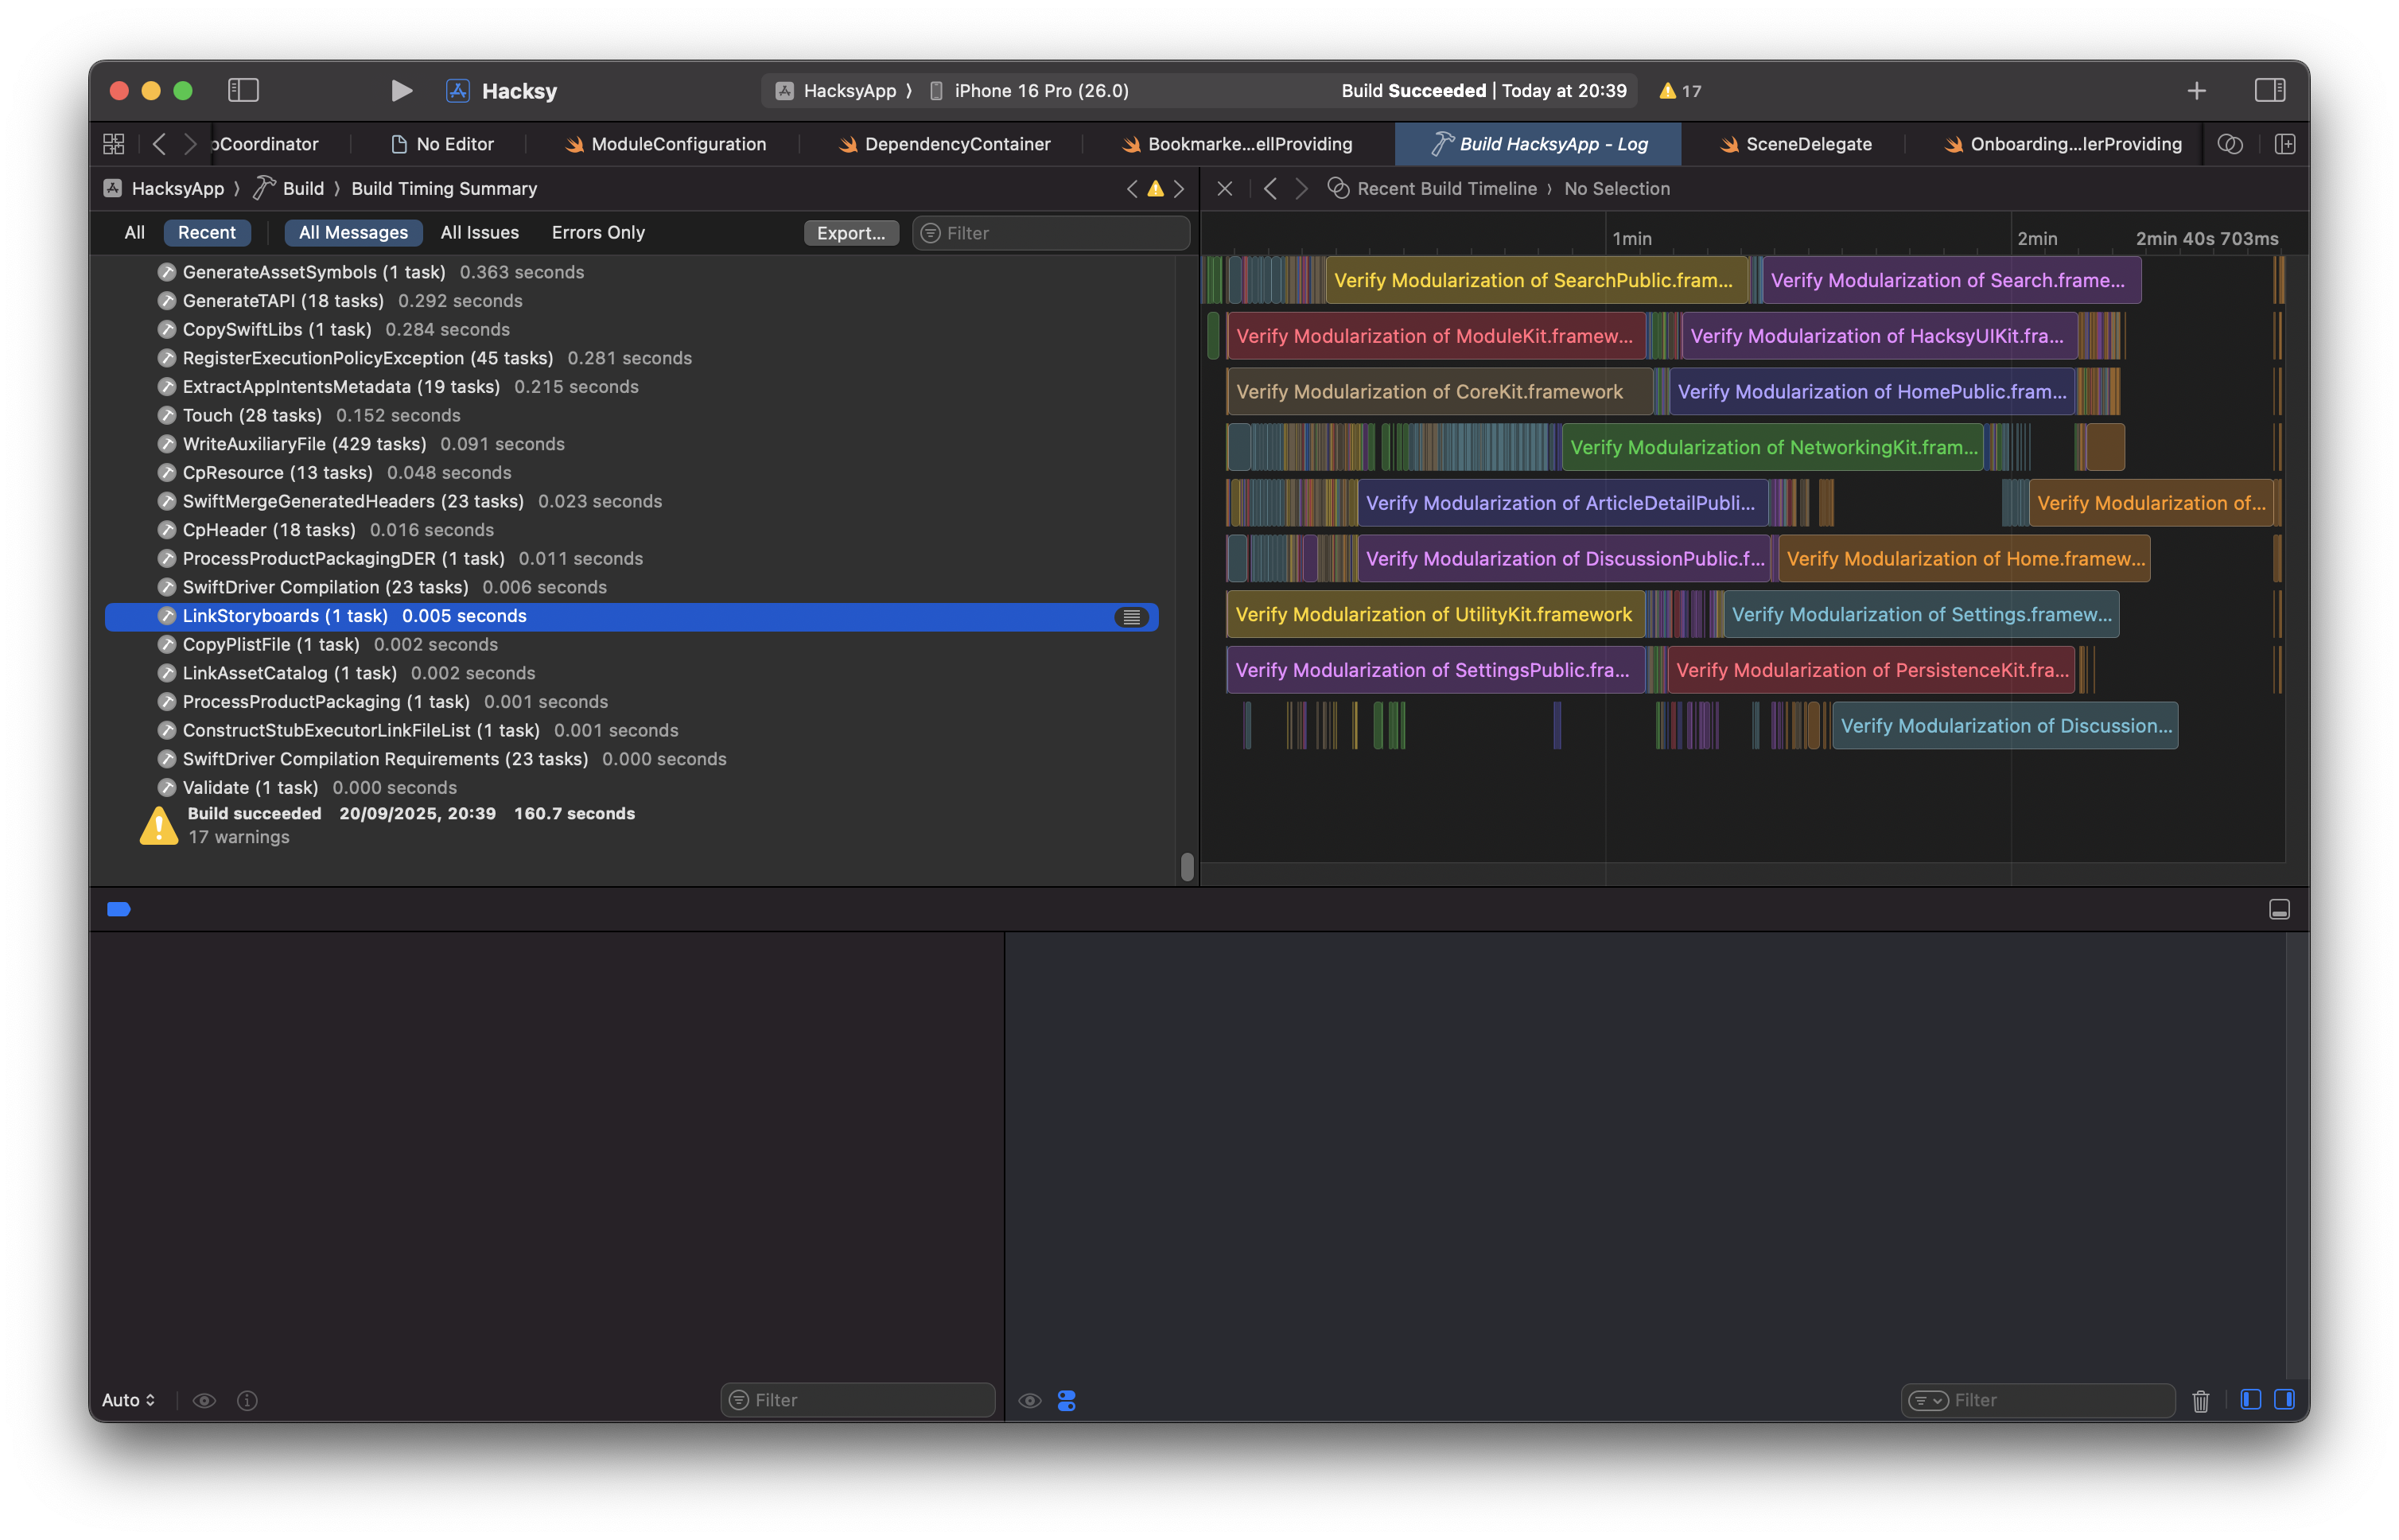 Hacksy
HacksyApp 〉 iPhone 16 Pro (26.0)
Build Succeeded | Today at 20:39
17
oCoordinator
No Editor
ModuleConfiguration
DependencyContainer
Bookmarke...ellProviding
Build HacksyApp - Log
SceneDelegate
Onboarding...lerProviding
HacksyApp 〉 Build 〉 Build Timing Summary
All
Recent
All Messages
All Issues
Errors Only
Export...
Filter
GenerateAssetSymbols (1 task) 0.363 seconds
GenerateTAPI (18 tasks) 0.292 seconds
CopySwiftLibs (1 task) 0.284 seconds
RegisterExecutionPolicyException (45 tasks) 0.281 seconds
ExtractAppIntentsMetadata (19 tasks) 0.215 seconds
Touch (28 tasks) 0.152 seconds
WriteAuxiliaryFile (429 tasks) 0.091 seconds
CpResource (13 tasks) 0.048 seconds
SwiftMergeGeneratedHeaders (23 tasks) 0.023 seconds
CpHeader (18 tasks) 0.016 seconds
ProcessProductPackagingDER (1 task) 0.011 seconds
SwiftDriver Compilation (23 tasks) 0.006 seconds
LinkStoryboards (1 task) 0.005 seconds
CopyPlistFile (1 task) 0.002 seconds
LinkAssetCatalog (1 task) 0.002 seconds
ProcessProductPackaging (1 task) 0.001 seconds
ConstructStubExecutorLinkFileList (1 task) 0.001 seconds
SwiftDriver Compilation Requirements (23 tasks) 0.000 seconds
Validate (1 task) 0.000 seconds
Build succeeded 20/09/2025, 20:39 160.7 seconds
17 warnings
Recent Build Timeline 〉 No Selection
1min
2min
2min 40s 703ms
Verify Modularization of SearchPublic.fram...
Verify Modularization of Search.frame...
Verify Modularization of ModuleKit.framew...
Verify Modularization of HacksyUIKit.fra...
Verify Modularization of CoreKit.framework
Verify Modularization of HomePublic.fram...
Verify Modularization of NetworkingKit.fram...
Verify Modularization of ArticleDetailPubli...
Verify Modularization of...
Verify Modularization of DiscussionPublic.f...
Verify Modularization of Home.framew...
Verify Modularization of UtilityKit.framework
Verify Modularization of Settings.framew...
Verify Modularization of SettingsPublic.fra...
Verify Modularization of PersistenceKit.fra...
Verify Modularization of Discussion...
Auto
Filter
Filter